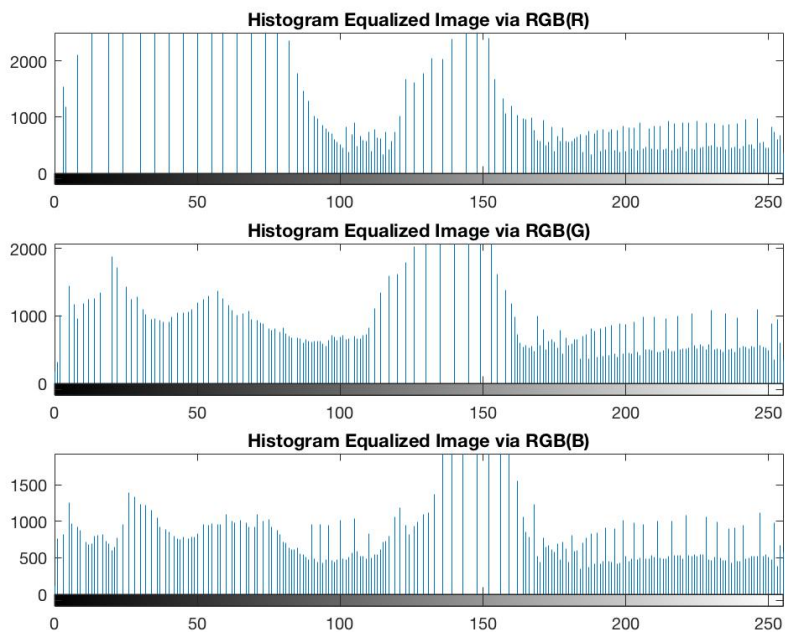 Histogram Equalized Image via RGB(R)
2000
1000
0
0 50 100 150 200 250
Histogram Equalized Image via RGB(G)
2000
1000
0
0 50 100 150 200 250
Histogram Equalized Image via RGB(B)
1500
1000
500
0
0 50 100 150 200 250